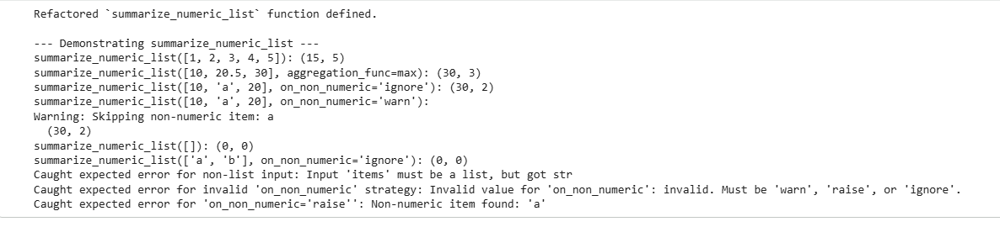 Refactored `summarize_numeric_list` function defined.
--- Demonstrating summarize_numeric_list ---
summarize_numeric_list([1, 2, 3, 4, 5]): (15, 5)
summarize_numeric_list([10, 20.5, 30], aggregation_func=max): (30, 3)
summarize_numeric_list([10, 'a', 20], on_non_numeric='ignore'): (30, 2)
summarize_numeric_list([10, 'a', 20], on_non_numeric='warn'):
Warning: Skipping non-numeric item: a
  (30, 2)
summarize_numeric_list([]): (0, 0)
summarize_numeric_list(['a', 'b'], on_non_numeric='ignore'): (0, 0)
Caught expected error for non-list input: Input 'items' must be a list, but got str
Caught expected error for invalid 'on_non_numeric' strategy: Invalid value for 'on_non_numeric': invalid. Must be 'warn', 'raise', or 'ignore'.
Caught expected error for 'on_non_numeric='raise'': Non-numeric item found: 'a'